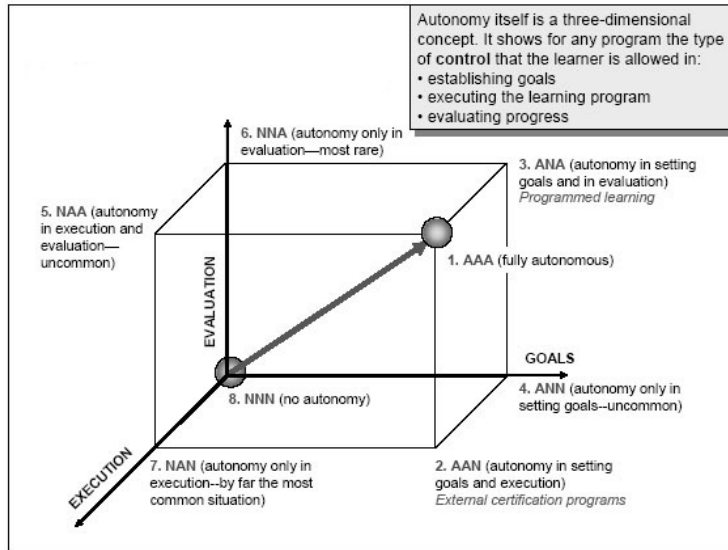 Autonomy itself is a three-dimensional
concept. It shows for any program the type
of control that the learner is allowed in:
• establishing goals
• executing the learning program
• evaluating progress
6. NNA (autonomy only in
evaluation—most rare)
3. ANA (autonomy in setting
goals and in evaluation)
Programmed learning
5. NAA (autonomy
in execution and
evaluation—
uncommon)
1. AAA (fully autonomous)
EVALUATION
GOALS
8. NNN (no autonomy)
4. ANN (autonomy only in
setting goals--uncommon)
EXECUTION
7. NAN (autonomy only in
execution--by far the most
common situation)
2. AAN (autonomy in setting
goals and execution)
External certification programs